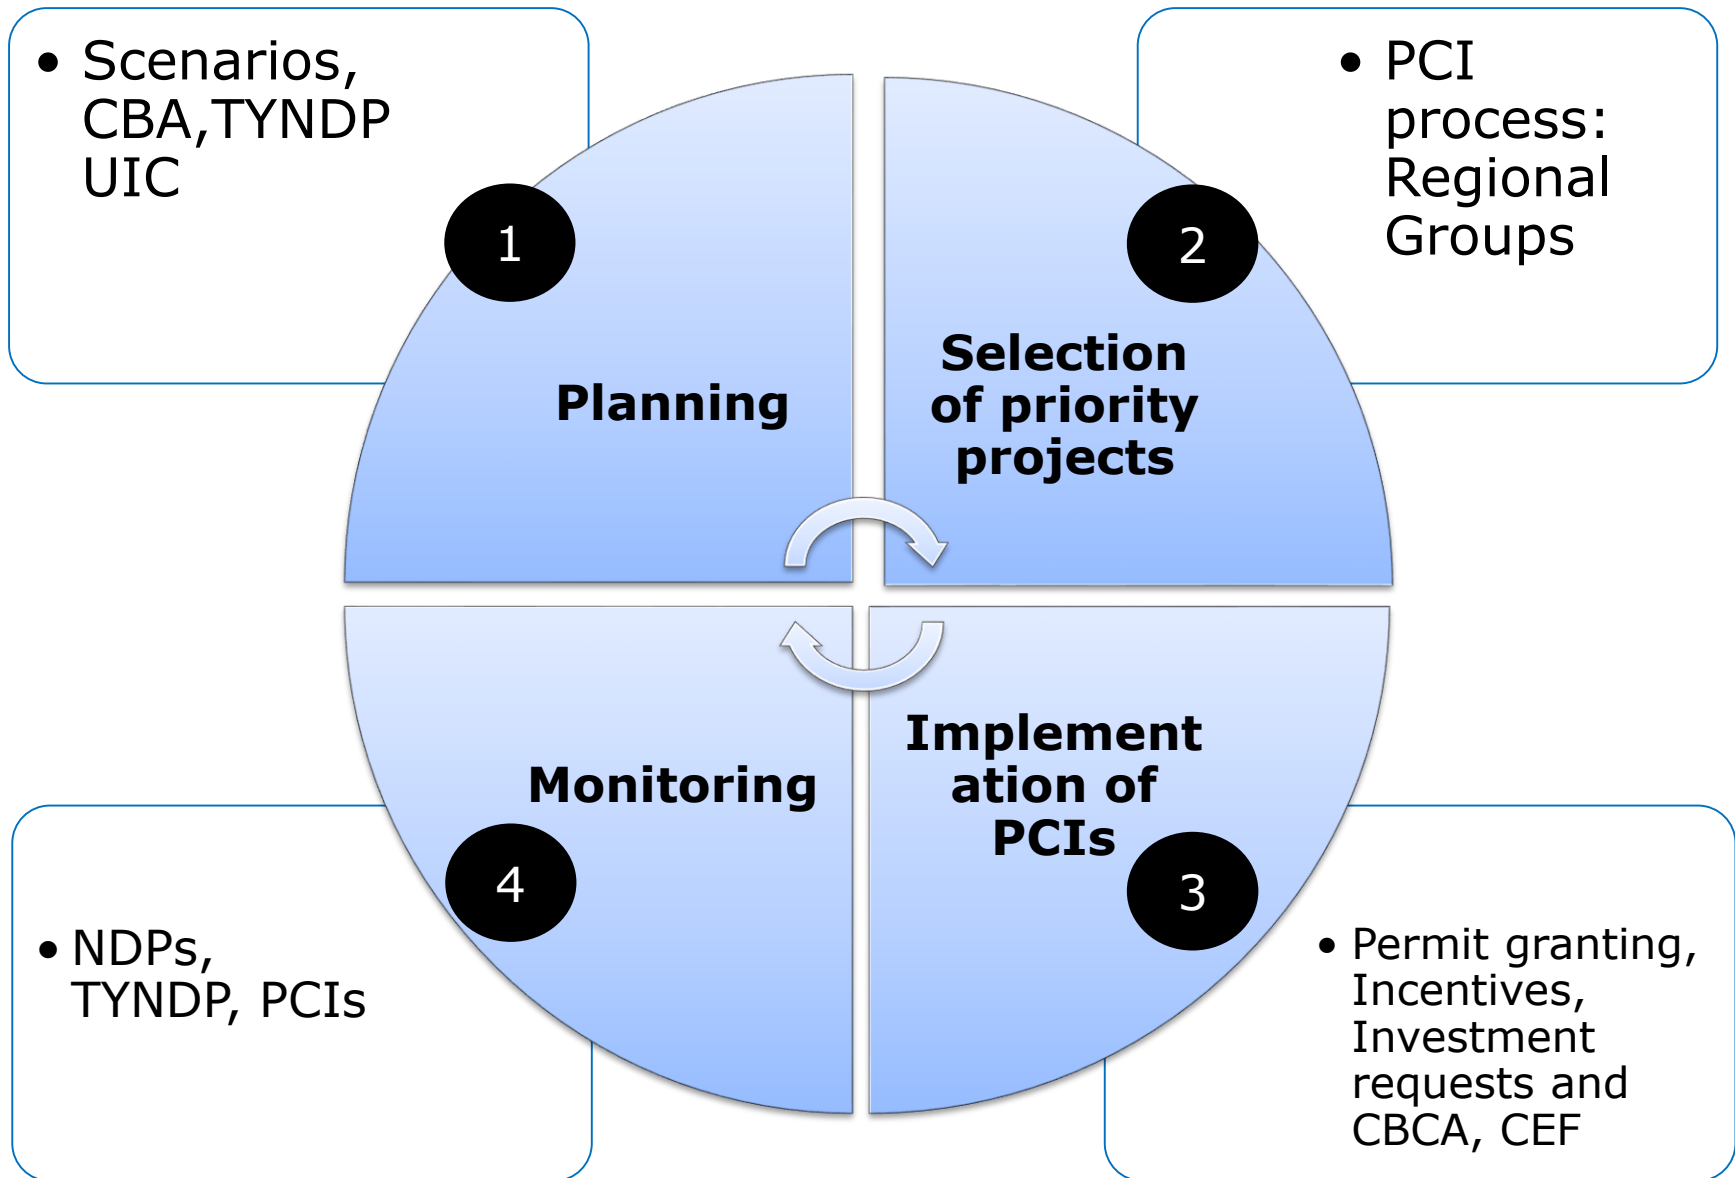 • Scenarios,
CBA,TYNDP
UIC
1
Planning
• PCI
process:
Regional
Groups
2
Selection
of priority
projects
Implement
ation of
PCIs
3
• Permit granting,
Incentives,
Investment
requests and
CBCA, CEF
Monitoring
4
• NDPs,
TYNDP, PCIs